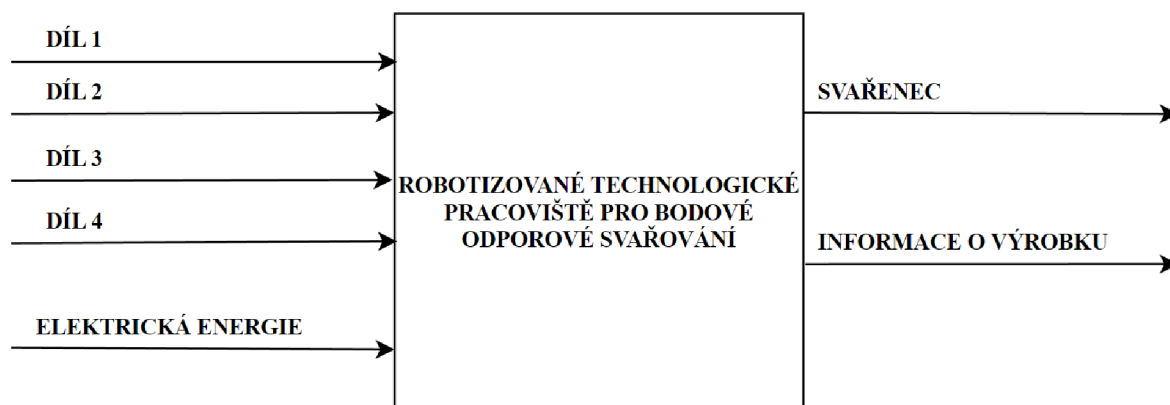 DÍL 1
DÍL 2
DÍL 3
DÍL 4
ELEKTRICKÁ ENERGIE
ROBOTIZOVANÉ TECHNOLOGICKÉ
PRACOVIŠTĚ PRO BODOVÉ
ODPOROVÉ SVAŘOVÁNÍ
SVAŘENEC
INFORMACE O VÝROBKU